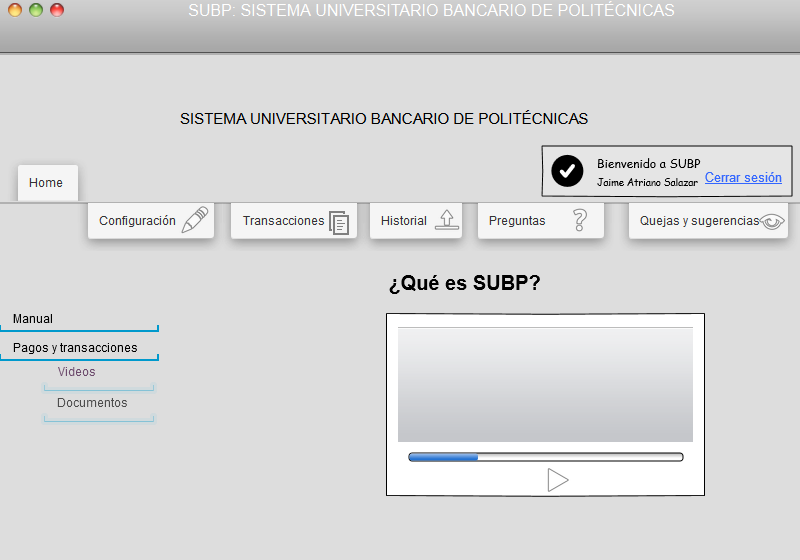 SUBP: SISTEMA UNIVERSITARIO BANCARIO DE POLITÉCNICAS
SISTEMA UNIVERSITARIO BANCARIO DE POLITÉCNICAS
Bienvenido a SUBP
Jaime Atriano Salazar
Cerrar sesión
Home
Configuración
Transacciones
Historial
Preguntas
Quejas y sugerencias
¿Qué es SUBP?
Manual
Pagos y transacciones
Videos
Documentos